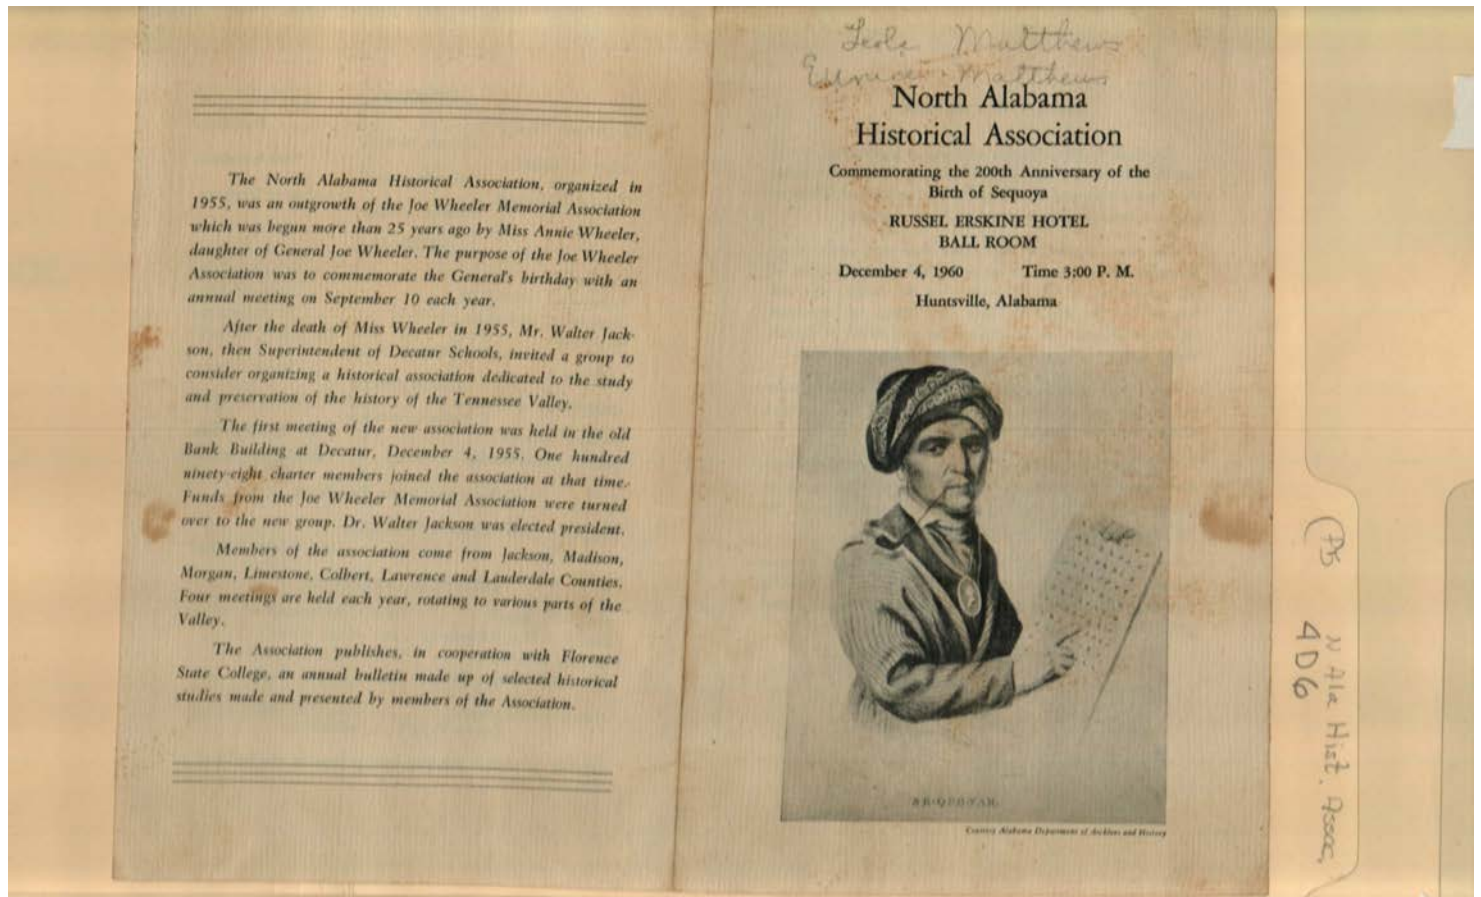 The North Alabama Historical Association, organized in
1955, was an outgrowth of the Joe Wheeler Memorial Association
which was begun more than 25 years ago by Miss Annie Wheeler,
daughter of General Joe Wheeler. The purpose of the Joe Wheeler
Association was to commemorate the General's birthday with an
annual meeting on September 10 each year.
After the death of Miss Wheeler in 1955, Mr. Walter Jack-
son, then Superintendent of Decatur Schools, invited a group to
consider organizing a historical association dedicated to the study
and preservation of the history of the Tennessee Valley.
The first meeting of the new association was held in the old
Bank Building at Decatur, December 4, 1955. One hundred
ninety-eight charter members joined the association at that time.
Funds from the Joe Wheeler Memorial Association were turned
over to the new group. Dr. Walter Jackson was elected president.
Members of the association come from Jackson, Madison,
Morgan, Limestone, Colbert, Lawrence and Lauderdale Counties.
Four meetings are held each year, rotating to various parts of the
Valley.
The Association publishes, in cooperation with Florence
State College, an annual bulletin made up of selected historical
studies made and presented by members of the Association.
Matthews
Matthews
North Alabama
Historical Association
Commemorating the 200th Anniversary of the
Birth of Sequoya
RUSSEL ERSKINE HOTEL
BALL ROOM
December 4, 1960 Time 3:00 P. M.
Huntsville, Alabama
SE-QUO-YAH.
Courtesy Alabama Department of Archives and History
N Ala Hist. Assoc.
4D6